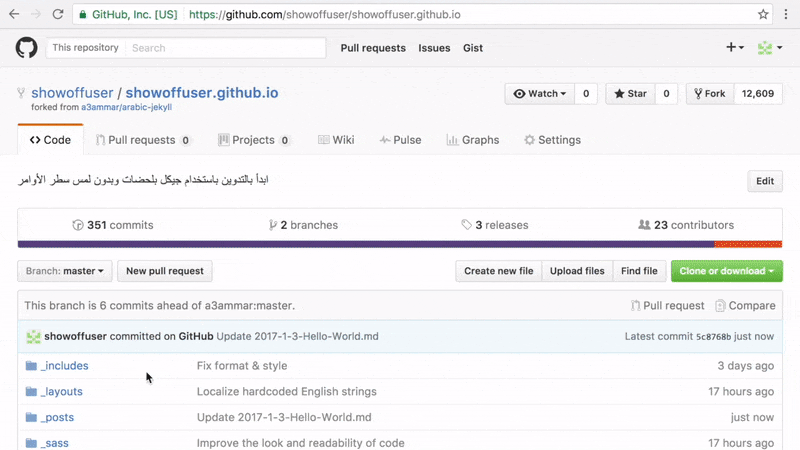 GitHub, Inc. [US] https://github.com/showoffuser/showoffuser.github.io
This repository Search Pull requests Issues Gist
showoffuser / showoffuser.github.io Watch 0 Star 0 Fork 12,609
forked from a3ammar/arabic-jekyll
Code Pull requests 0 Projects 0 Wiki Pulse Graphs Settings
ابدأ بالتدوين باستخدام جيكل بلحضات وبدون لمس سطر الأوامر Edit
351 commits 2 branches 3 releases 23 contributors
Branch: master New pull request Create new file Upload files Find file Clone or download
This branch is 6 commits ahead of a3ammar:master. Pull request Compare
showoffuser committed on GitHub Update 2017-1-3-Hello-World.md Latest commit 5c8768b just now
_includes Fix format & style 3 days ago
_layouts Localize hardcoded English strings 17 hours ago
_posts Update 2017-1-3-Hello-World.md just now
_sass Improve the look and readability of code 17 hours ago